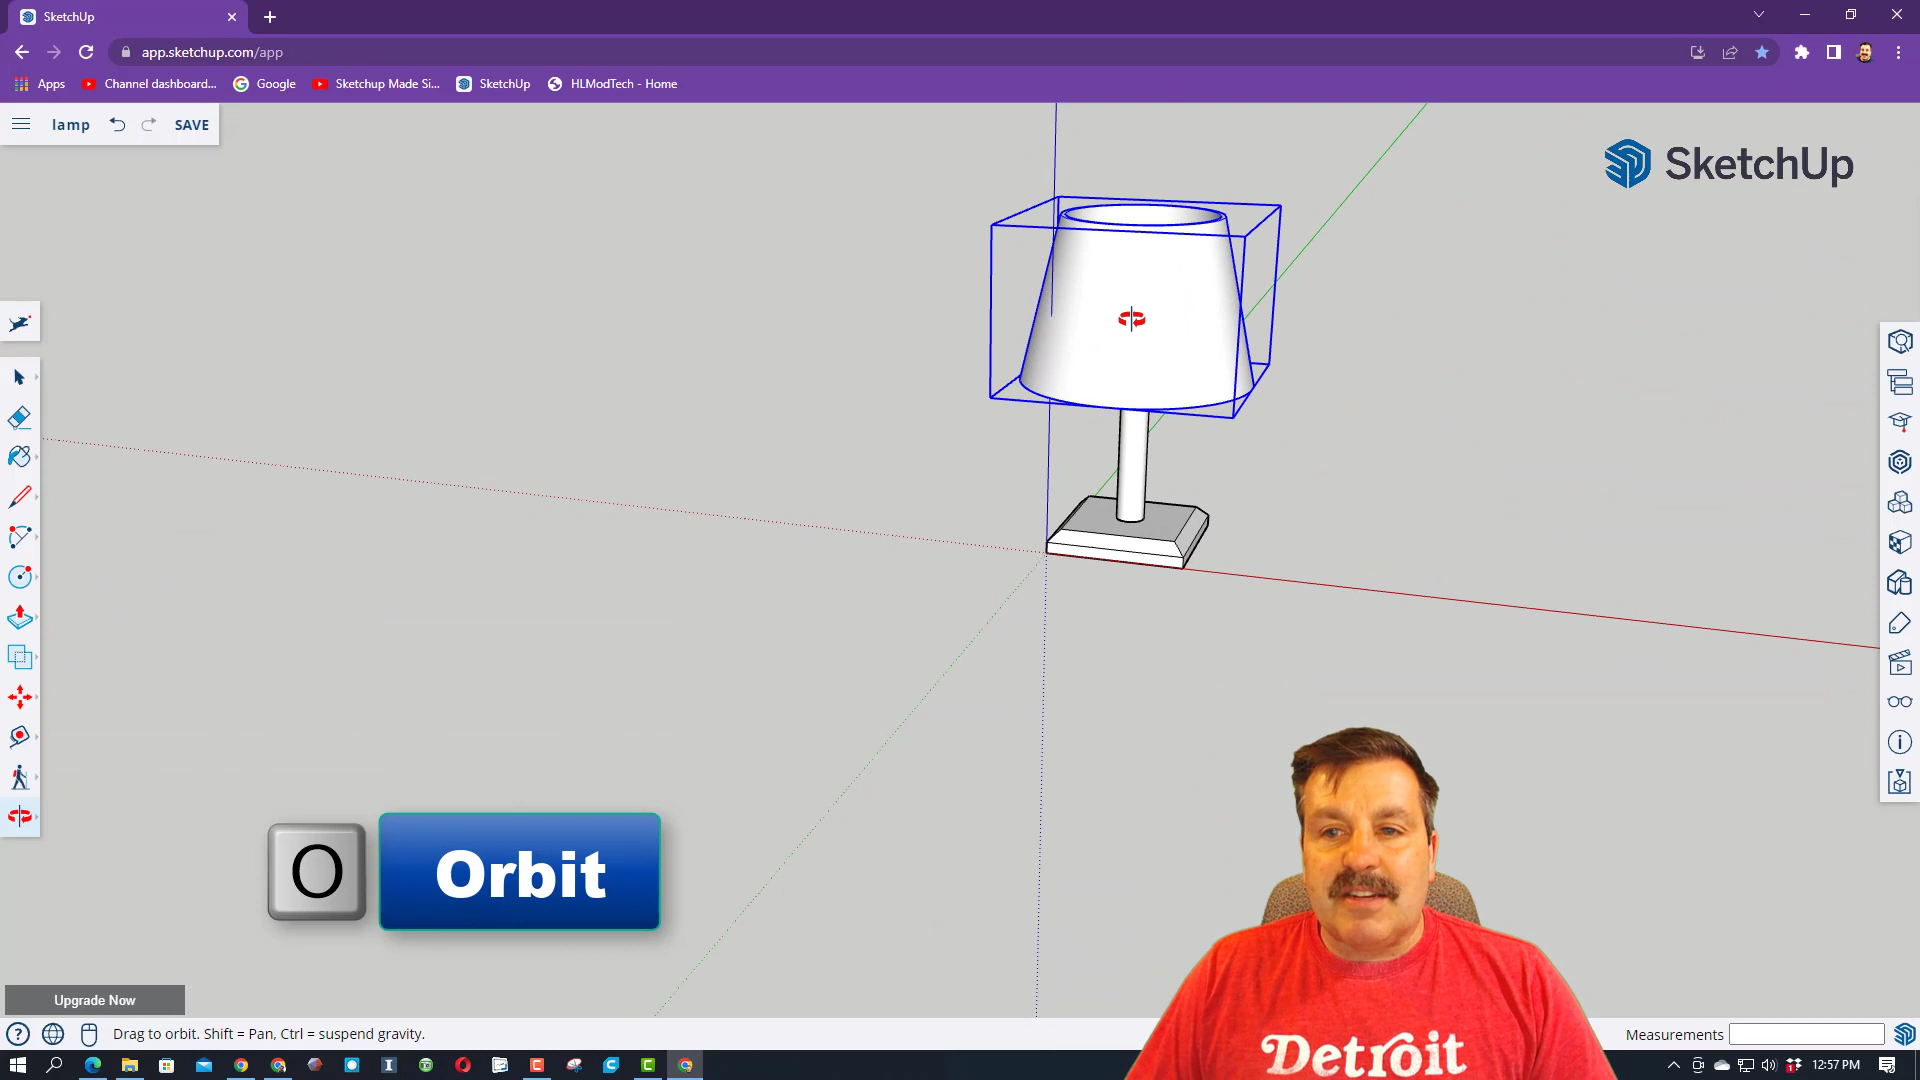 SketchUp
app.sketchup.com/app
Apps
Channel dashboard...
Google
Sketchup Made Si...
SketchUp
HLModTech - Home
lamp
SAVE
SketchUp
O
Orbit
Upgrade Now
Drag to orbit. Shift = Pan, Ctrl = suspend gravity.
Measurements
Detroit
12:57 PM